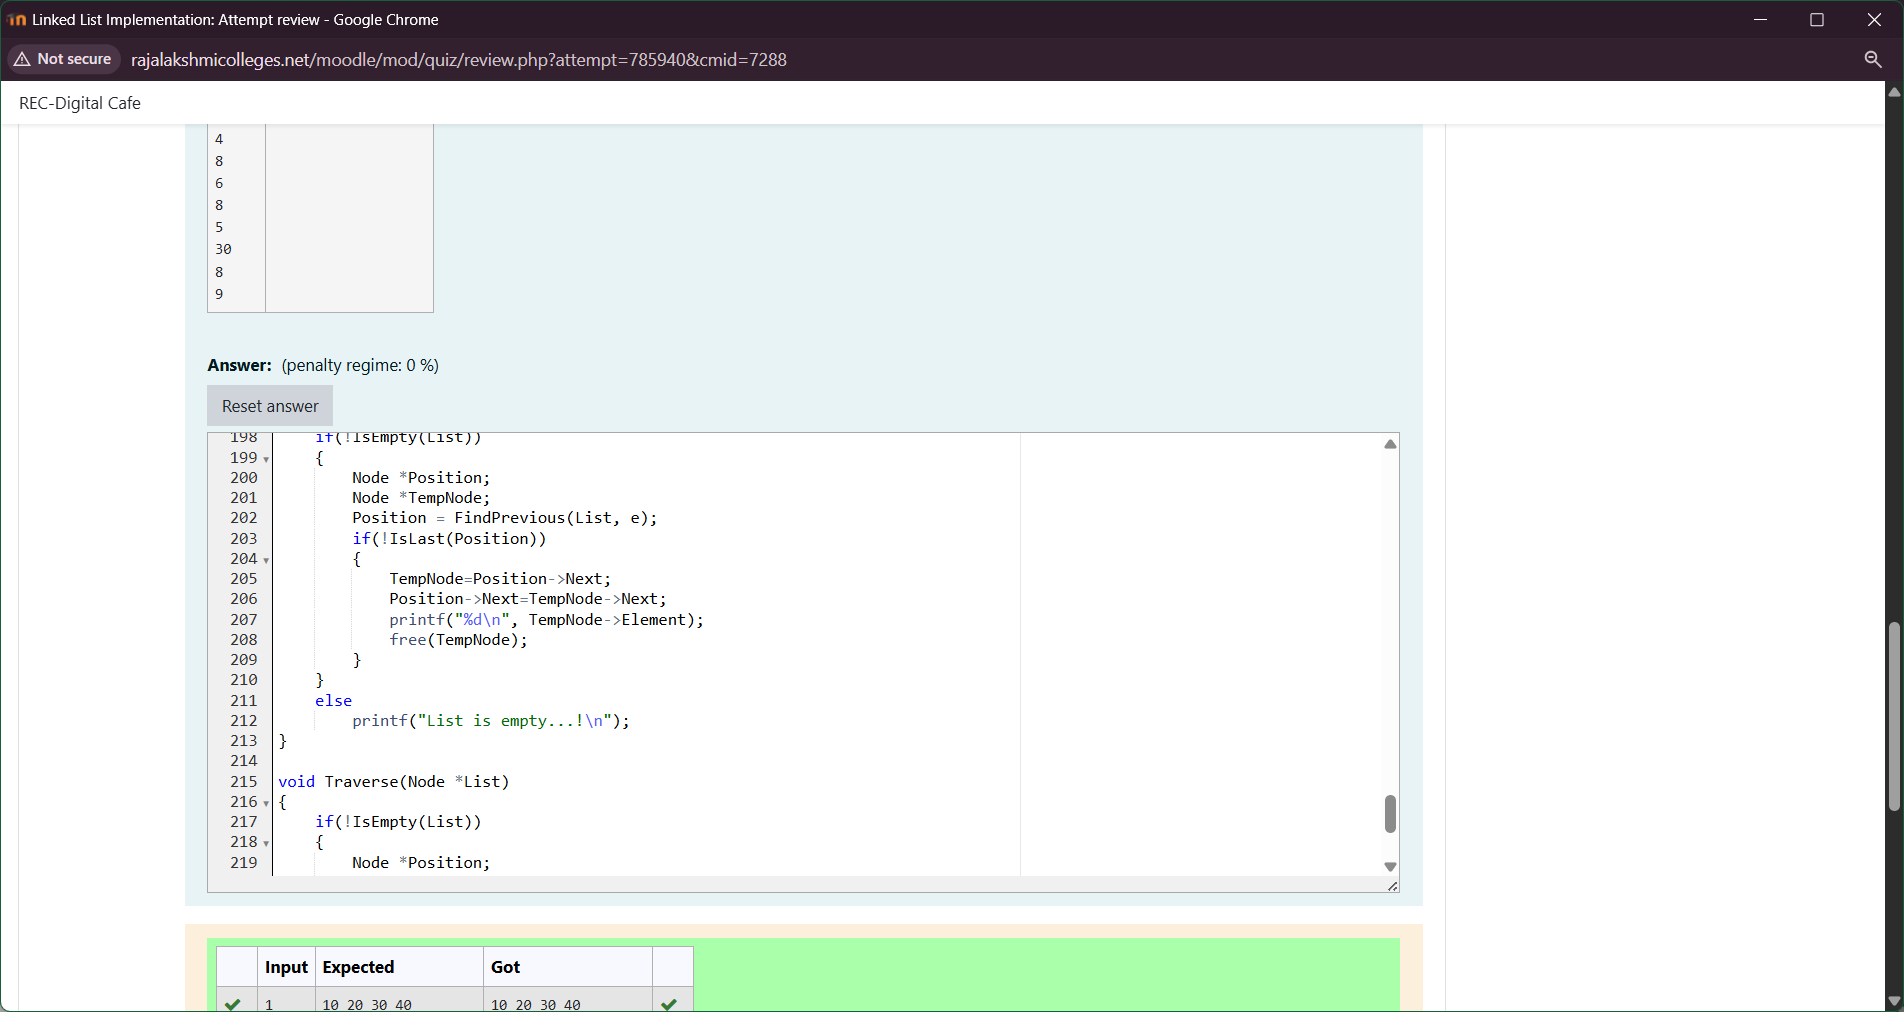 Linked List Implementation: Attempt review - Google Chrome
Not secure rajalakshmicolleges.net/moodle/mod/quiz/review.php?attempt=785940&cmid=7288
REC-Digital Cafe
4
8
6
8
5
30
8
9
Answer: (penalty regime: 0 %)
Reset answer
198 if(!IsEmpty(List))
199 {
200 Node *Position;
201 Node *TempNode;
202 Position = FindPrevious(List, e);
203 if(!IsLast(Position))
204 {
205 TempNode=Position->Next;
206 Position->Next=TempNode->Next;
207 printf("%d\n", TempNode->Element);
208 free(TempNode);
209 }
210 }
211 else
212 printf("List is empty...!\n");
213 }
214
215 void Traverse(Node *List)
216 {
217 if(!IsEmpty(List))
218 {
219 Node *Position;
Input Expected Got
1 10 20 30 40 10 20 30 40